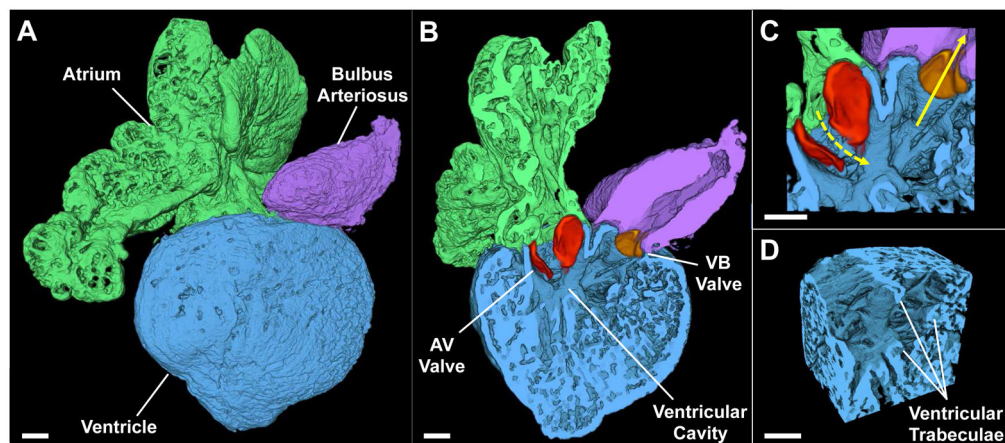 A
Atrium
Bulbus
Arteriosus
Ventricle
B
AV
Valve
VB
Valve
Ventricular
Cavity
C
D
Ventricular
Trabeculae